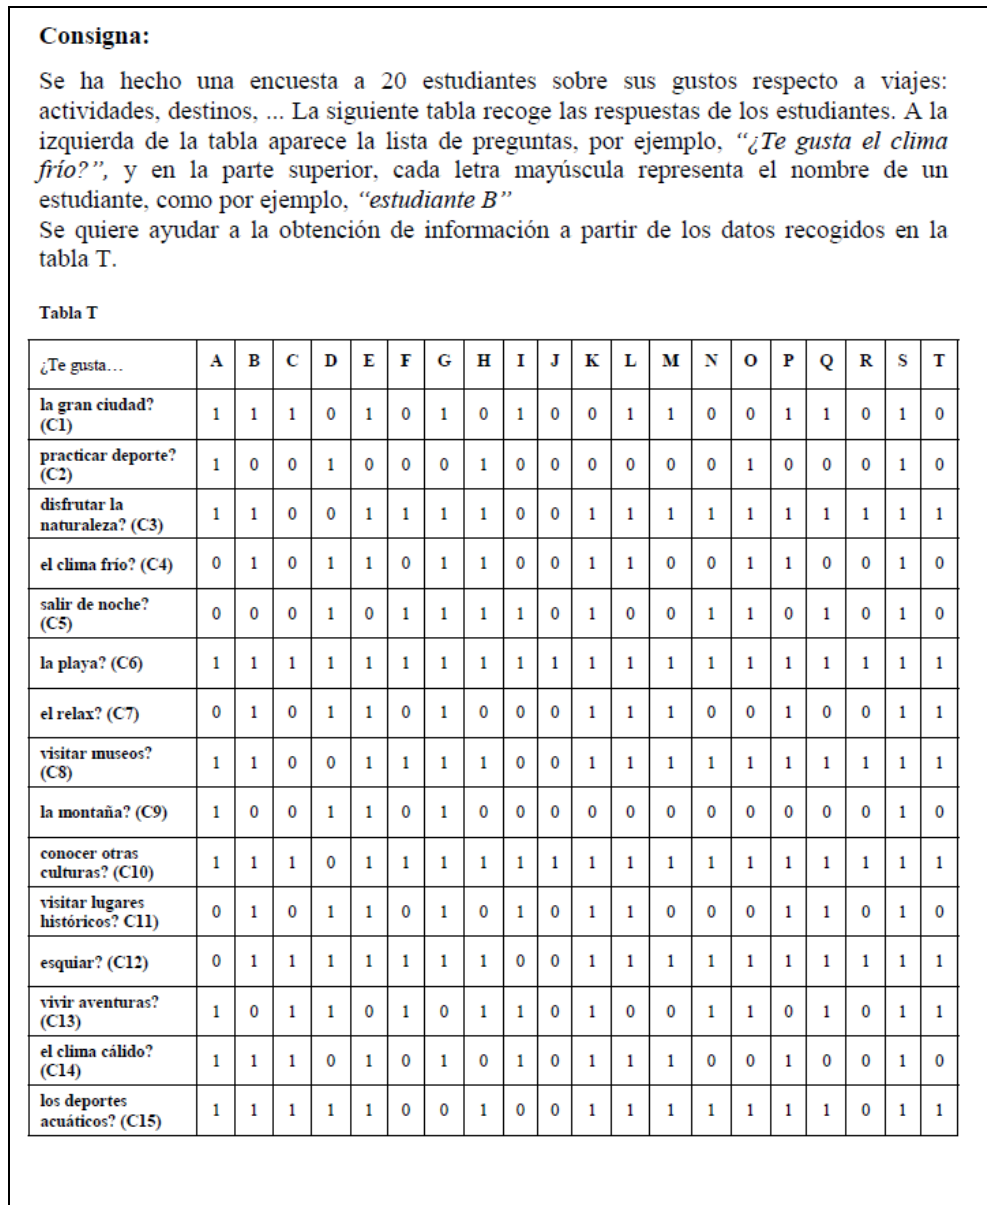 Consigna:
Se ha hecho una encuesta a 20 estudiantes sobre sus gustos respecto a viajes:
actividades, destinos, ... La siguiente tabla recoge las respuestas de los estudiantes. A la
izquierda de la tabla aparece la lista de preguntas, por ejemplo, “¿Te gusta el clima
frío?”, y en la parte superior, cada letra mayúscula representa el nombre de un
estudiante, como por ejemplo, “estudiante B”
Se quiere ayudar a la obtención de información a partir de los datos recogidos en la
tabla T.
Tabla T
¿Te gusta… A B C D E F G H I J K L M N O P Q R S T
la gran ciudad?
(C1) 1 1 1 0 1 0 1 0 1 0 0 1 1 0 0 1 1 0 1 0
practicar deporte?
(C2) 1 0 0 1 0 0 0 1 0 0 0 0 0 0 1 0 0 0 1 0
disfrutar la
naturaleza? (C3) 1 1 0 0 1 1 1 1 0 0 1 1 1 1 1 1 1 1 1 1
el clima frío? (C4) 0 1 0 1 1 0 1 1 0 0 1 1 0 0 1 1 0 0 1 0
salir de noche?
(C5) 0 0 0 1 0 1 1 1 1 0 1 0 0 1 1 0 1 0 1 0
la playa? (C6) 1 1 1 1 1 1 1 1 1 1 1 1 1 1 1 1 1 1 1 1
el relax? (C7) 0 1 0 1 1 0 1 0 0 0 1 1 1 0 0 1 0 0 1 1
visitar museos?
(C8) 1 1 0 0 1 1 1 1 0 0 1 1 1 1 1 1 1 1 1 1
la montaña? (C9) 1 0 0 1 1 0 1 0 0 0 0 0 0 0 0 0 0 0 1 0
conocer otras
culturas? (C10) 1 1 1 0 1 1 1 1 1 1 1 1 1 1 1 1 1 1 1 1
visitar lugares
históricos? C11) 0 1 0 1 1 0 1 0 1 0 1 1 0 0 0 1 1 0 1 0
esquiar? (C12) 0 1 1 1 1 1 1 1 0 0 1 1 1 1 1 1 1 1 1 1
vivir aventuras?
(C13) 1 0 1 1 0 1 0 1 1 0 1 0 0 1 1 0 1 0 1 1
el clima cálido?
(C14) 1 1 1 0 1 0 1 0 1 0 1 1 1 0 0 1 0 0 1 0
los deportes
acuáticos? (C15) 1 1 1 1 1 0 0 1 0 0 1 1 1 1 1 1 1 0 1 1